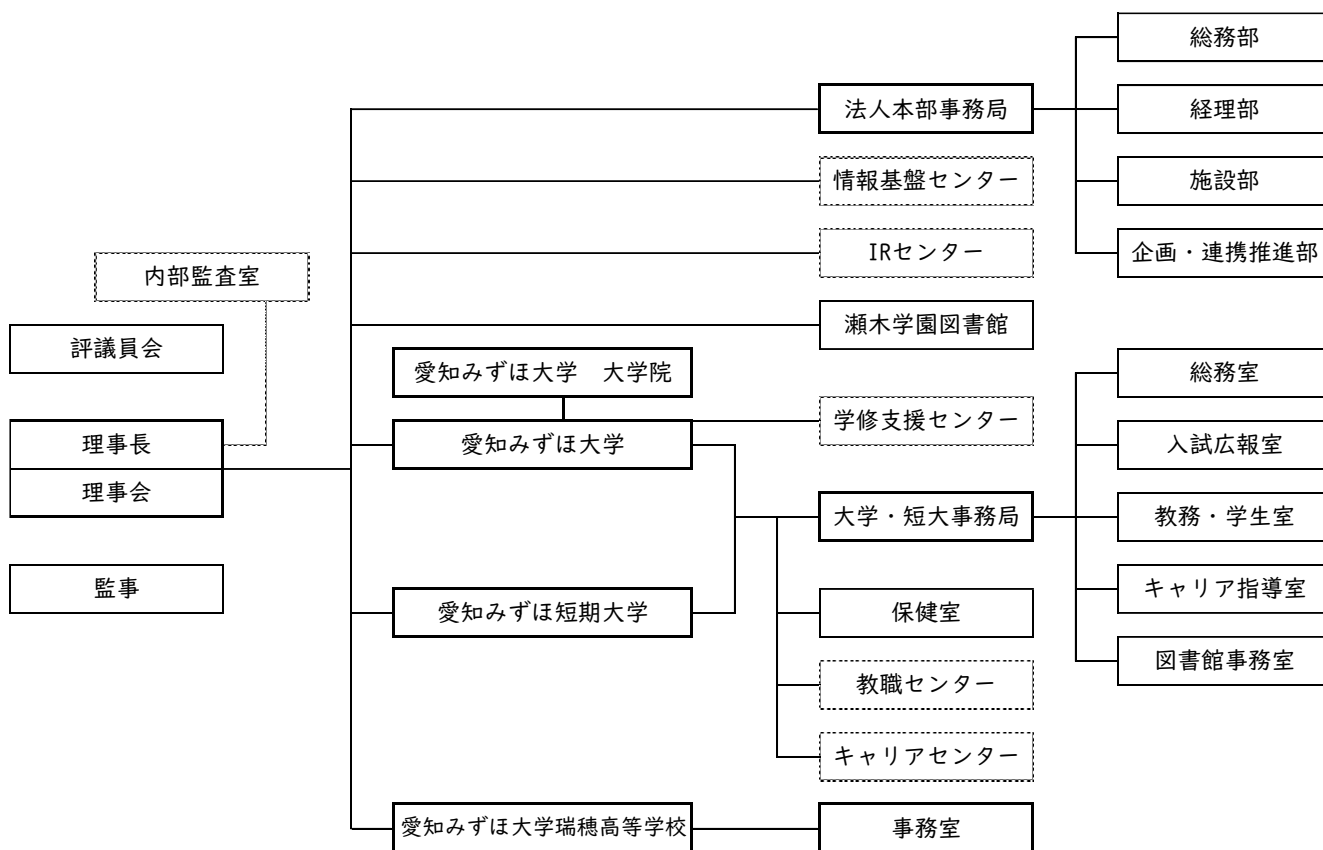 総務部
法人本部事務局
経理部
情報基盤センター
施設部
IRセンター
企画・連携推進部
内部監査室
瀬木学園図書館
評議員会
愛知みずほ大学　大学院
総務室
学修支援センター
理事長
愛知みずほ大学
入試広報室
理事会
大学・短大事務局
教務・学生室
監事
愛知みずほ短期大学
保健室
キャリア指導室
図書館事務室
教職センター
キャリアセンター
愛知みずほ大学瑞穂高等学校
事務室